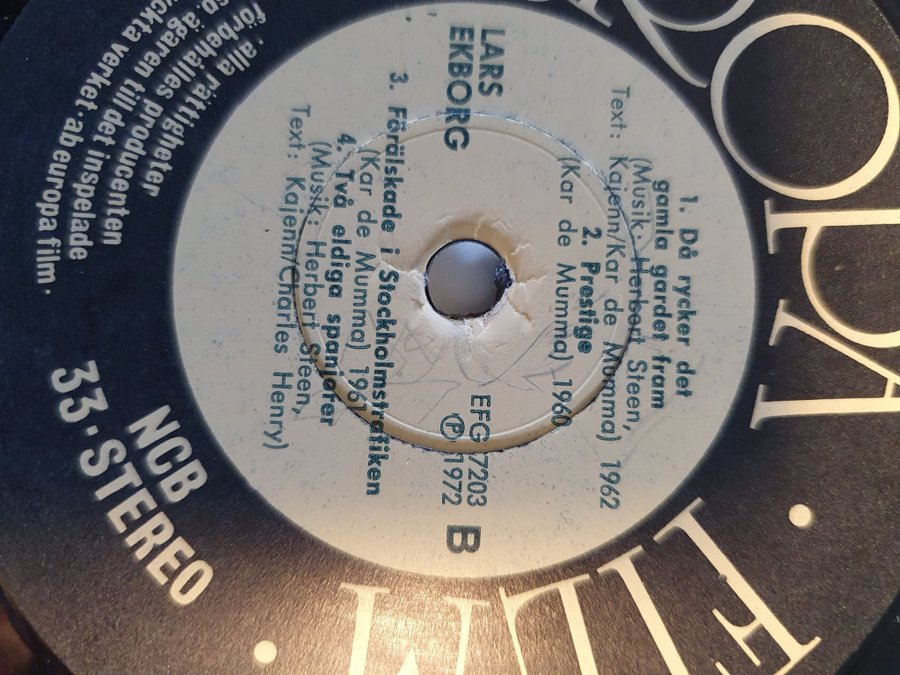 1. Då rycker det
gamla gardet fram
(Musik: Herbert Steen,
Text: Kajenn/Kar de Mumma) 1962
2. Prestige
(Kar de Mumma) 1960
LARS
EKBORG
EFG 7203
Ⓟ 1972
B
3. Förälskade i Stockholmstrafiken
(Kar de Mumma) 1961
4. Två eldiga spanjorer
(Musik: Herbert Steen,
Text: Kajenn/Charles Henry)
NCB
33·STEREO
alla rättigheter
förbehålles producenten
ägaren till det inspelade
verket·ab europa film·
ROPA
· FILM ·